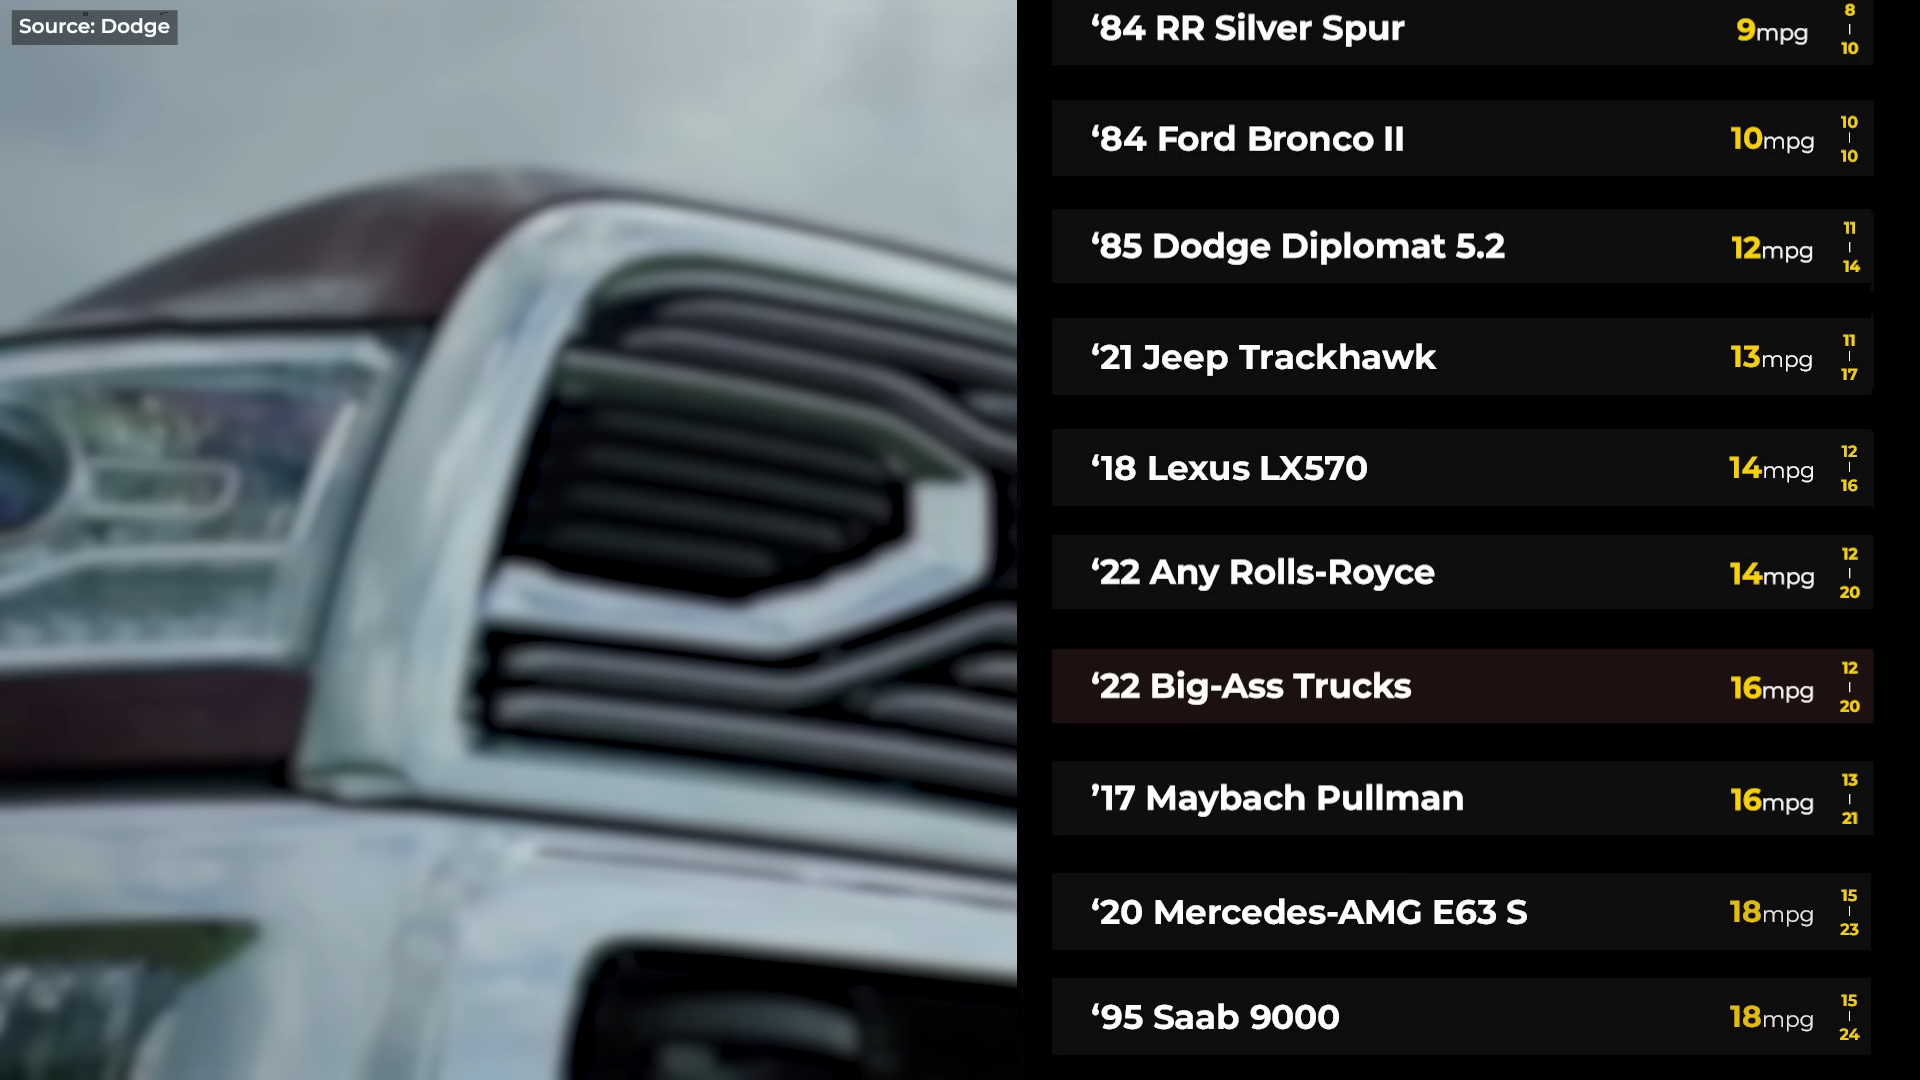 Source: Dodge
‘84 RR Silver Spur 9mpg 8 - 10
‘84 Ford Bronco II 10mpg 10 - 10
‘85 Dodge Diplomat 5.2 12mpg 11 - 14
‘21 Jeep Trackhawk 13mpg 11 - 17
‘18 Lexus LX570 14mpg 12 - 16
‘22 Any Rolls-Royce 14mpg 12 - 20
‘22 Big-Ass Trucks 16mpg 12 - 20
’17 Maybach Pullman 16mpg 13 - 21
‘20 Mercedes-AMG E63 S 18mpg 15 - 23
‘95 Saab 9000 18mpg 15 - 24